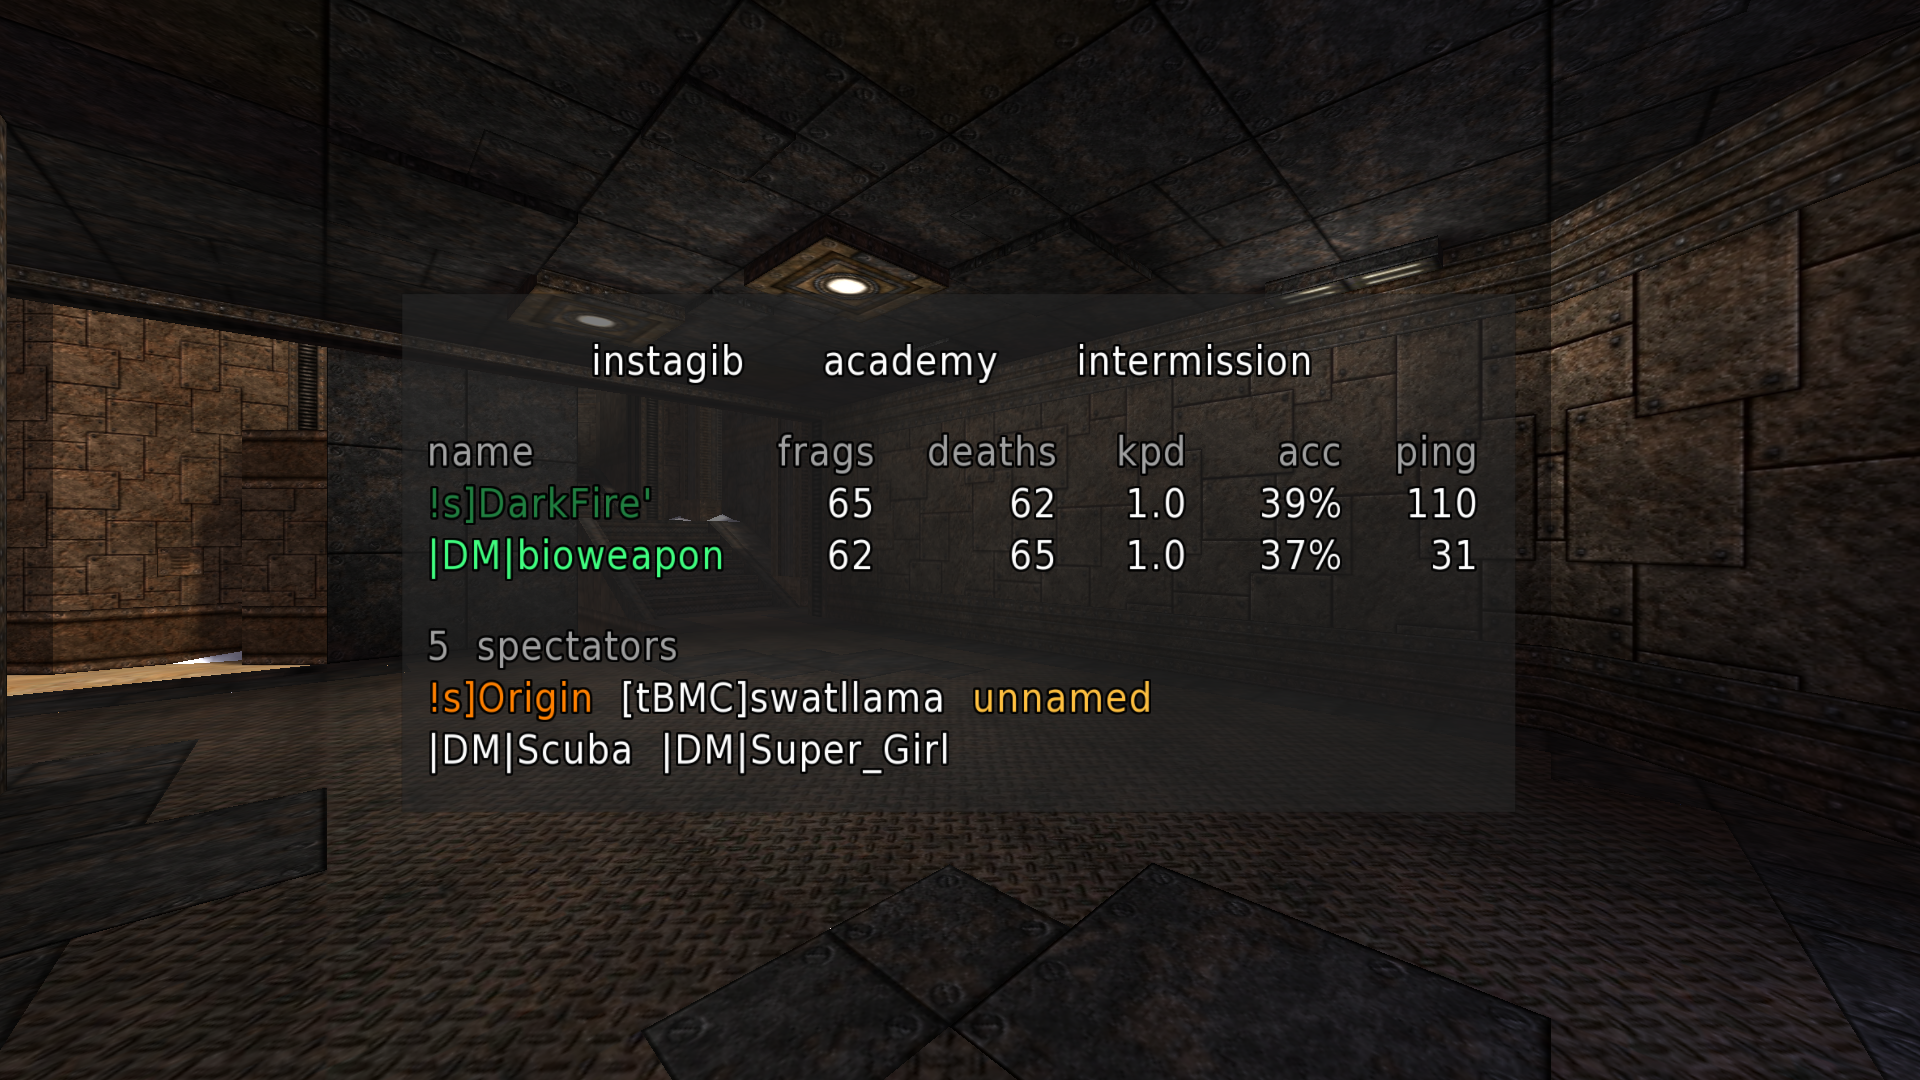 instagib academy intermission
name frags deaths kpd acc ping
!s]DarkFire' 65 62 1.0 39% 110
|DM|bioweapon 62 65 1.0 37% 31
5 spectators
!s]Origin [tBMC]swatllama unnamed
|DM|Scuba |DM|Super_Girl